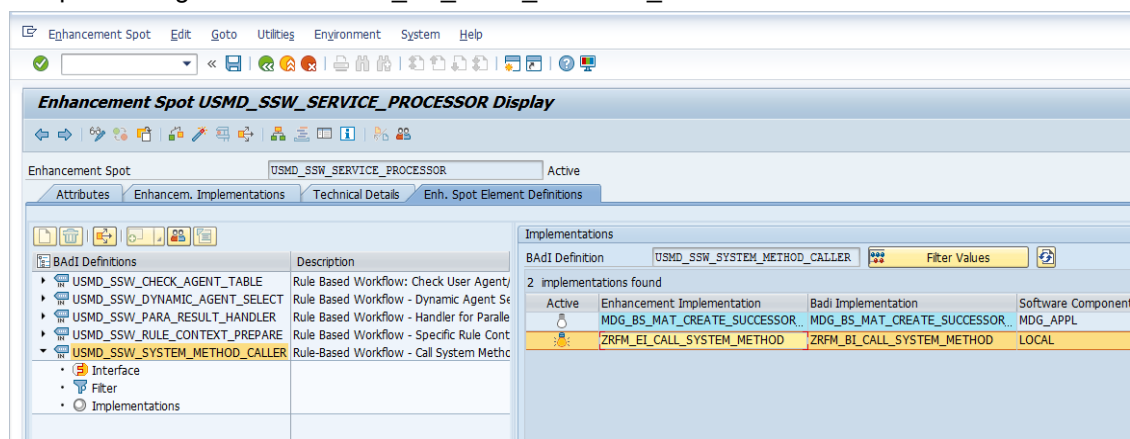 Enhancement Spot Edit Goto Utilities Environment System Help
Enhancement Spot USMD_SSW_SERVICE_PROCESSOR Display
Enhancement Spot USMD_SSW_SERVICE_PROCESSOR Active
Attributes Enhancem. Implementations Technical Details Enh. Spot Element Definitions
Implementations
BAdI Definition USMD_SSW_SYSTEM_METHOD_CALLER Filter Values
BAdI Definitions Description
2 implementations found
USMD_SSW_CHECK_AGENT_TABLE Rule Based Workflow: Check User Agent/
Active Enhancement Implementation Badi Implementation Software Component
USMD_SSW_DYNAMIC_AGENT_SELECT Rule Based Workflow - Dynamic Agent Se
MDG_BS_MAT_CREATE_SUCCESSOR... MDG_BS_MAT_CREATE_SUCCESSOR... MDG_APPL
USMD_SSW_PARA_RESULT_HANDLER Rule Based Workflow - Handler for Paralle
USMD_SSW_RULE_CONTEXT_PREPARE Rule Based Workflow - Specific Rule Cont
ZRFM_EI_CALL_SYSTEM_METHOD ZRFM_BI_CALL_SYSTEM_METHOD LOCAL
USMD_SSW_SYSTEM_METHOD_CALLER Rule-Based Workflow - Call System Methc
Interface
Filter
Implementations